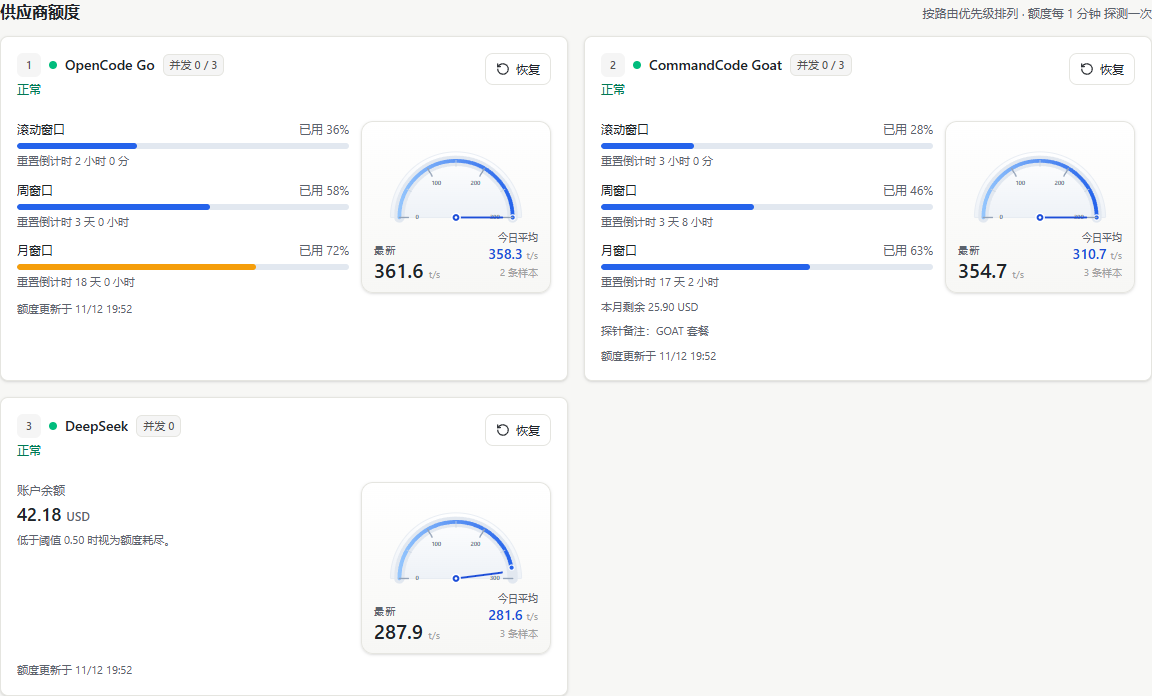 供应商额度
按路由优先级排列 · 额度每 1 分钟 探测一次
1 OpenCode Go 并发 0 / 3 恢复
正常
滚动窗口 已用 36%
重置倒计时 2 小时 0 分
周窗口 已用 58%
重置倒计时 3 天 0 小时
月窗口 已用 72%
重置倒计时 18 天 0 小时
额度更新于 11/12 19:52
0 100 200 300
最新
361.6 t/s
今日平均
358.3 t/s
2 条样本
2 CommandCode Goat 并发 0 / 3 恢复
正常
滚动窗口 已用 28%
重置倒计时 3 小时 0 分
周窗口 已用 46%
重置倒计时 3 天 8 小时
月窗口 已用 63%
重置倒计时 17 天 2 小时
本月剩余 25.90 USD
探针备注：GOAT 套餐
额度更新于 11/12 19:52
0 100 200 300
最新
354.7 t/s
今日平均
310.7 t/s
3 条样本
3 DeepSeek 并发 0 恢复
正常
账户余额
42.18 USD
低于阈值 0.50 时视为额度耗尽。
额度更新于 11/12 19:52
0 100 200 300
最新
287.9 t/s
今日平均
281.6 t/s
3 条样本